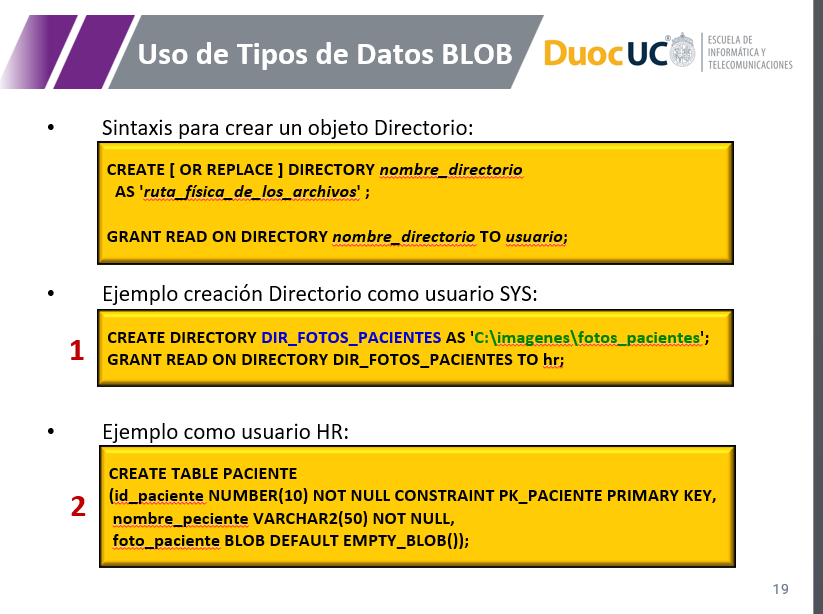 Uso de Tipos de Datos BLOB
DuocUC®
ESCUELA DE
INFORMÁTICA Y
TELECOMUNICACIONES
• Sintaxis para crear un objeto Directorio:
CREATE [ OR REPLACE ] DIRECTORY nombre_directorio
AS 'ruta_física_de_los_archivos' ;
GRANT READ ON DIRECTORY nombre_directorio TO usuario;
• Ejemplo creación Directorio como usuario SYS:
1
CREATE DIRECTORY DIR_FOTOS_PACIENTES AS 'C:\imagenes\fotos_pacientes';
GRANT READ ON DIRECTORY DIR_FOTOS_PACIENTES TO hr;
• Ejemplo como usuario HR:
2
CREATE TABLE PACIENTE
(id_paciente NUMBER(10) NOT NULL CONSTRAINT PK_PACIENTE PRIMARY KEY,
nombre_peciente VARCHAR2(50) NOT NULL,
foto_paciente BLOB DEFAULT EMPTY_BLOB());
19